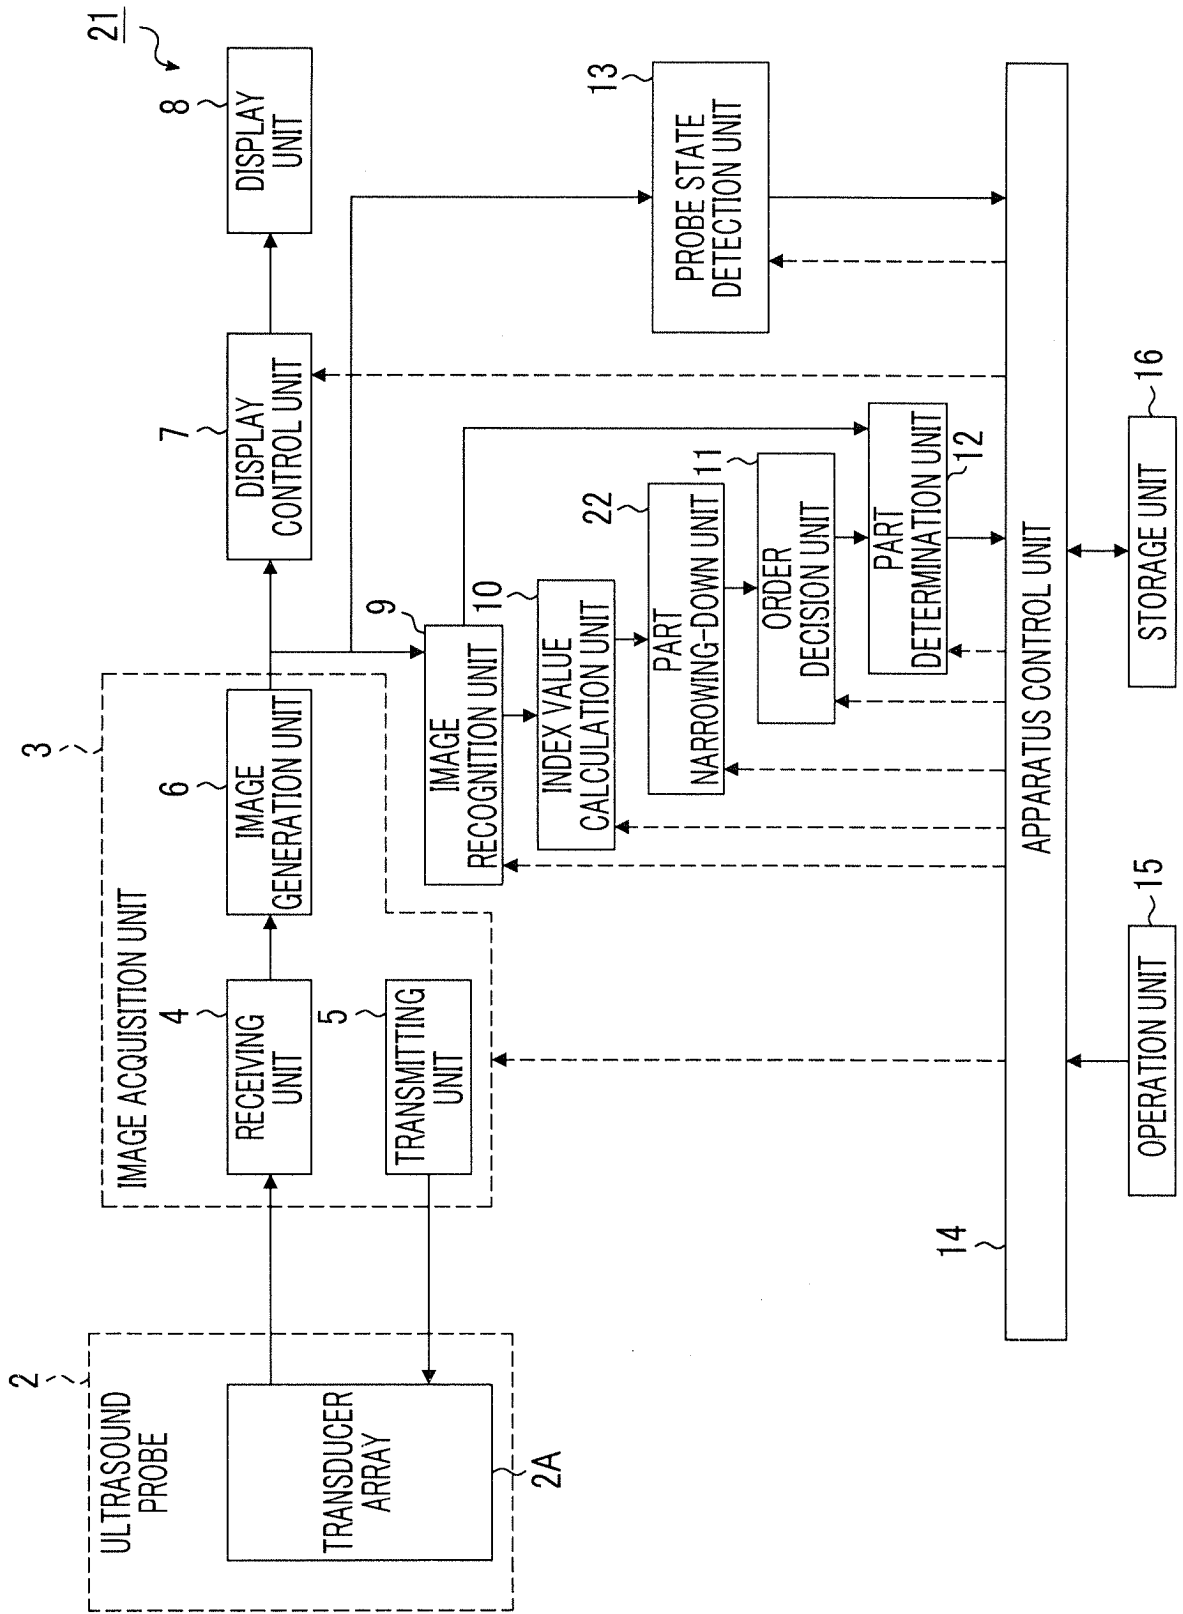 21
2
ULTRASOUND
PROBE
TRANSDUCER
ARRAY
2A
3
IMAGE ACQUISITION UNIT
4
RECEIVING
UNIT
5
TRANSMITTING
UNIT
6
IMAGE
GENERATION UNIT
7
DISPLAY
CONTROL UNIT
8
DISPLAY
UNIT
9
IMAGE
RECOGNITION UNIT
10
INDEX VALUE
CALCULATION UNIT
22
PART
NARROWING-DOWN UNIT
11
ORDER
DECISION UNIT
PART
DETERMINATION UNIT
12
13
PROBE STATE
DETECTION UNIT
14
APPARATUS CONTROL UNIT
OPERATION UNIT
15
STORAGE UNIT
16